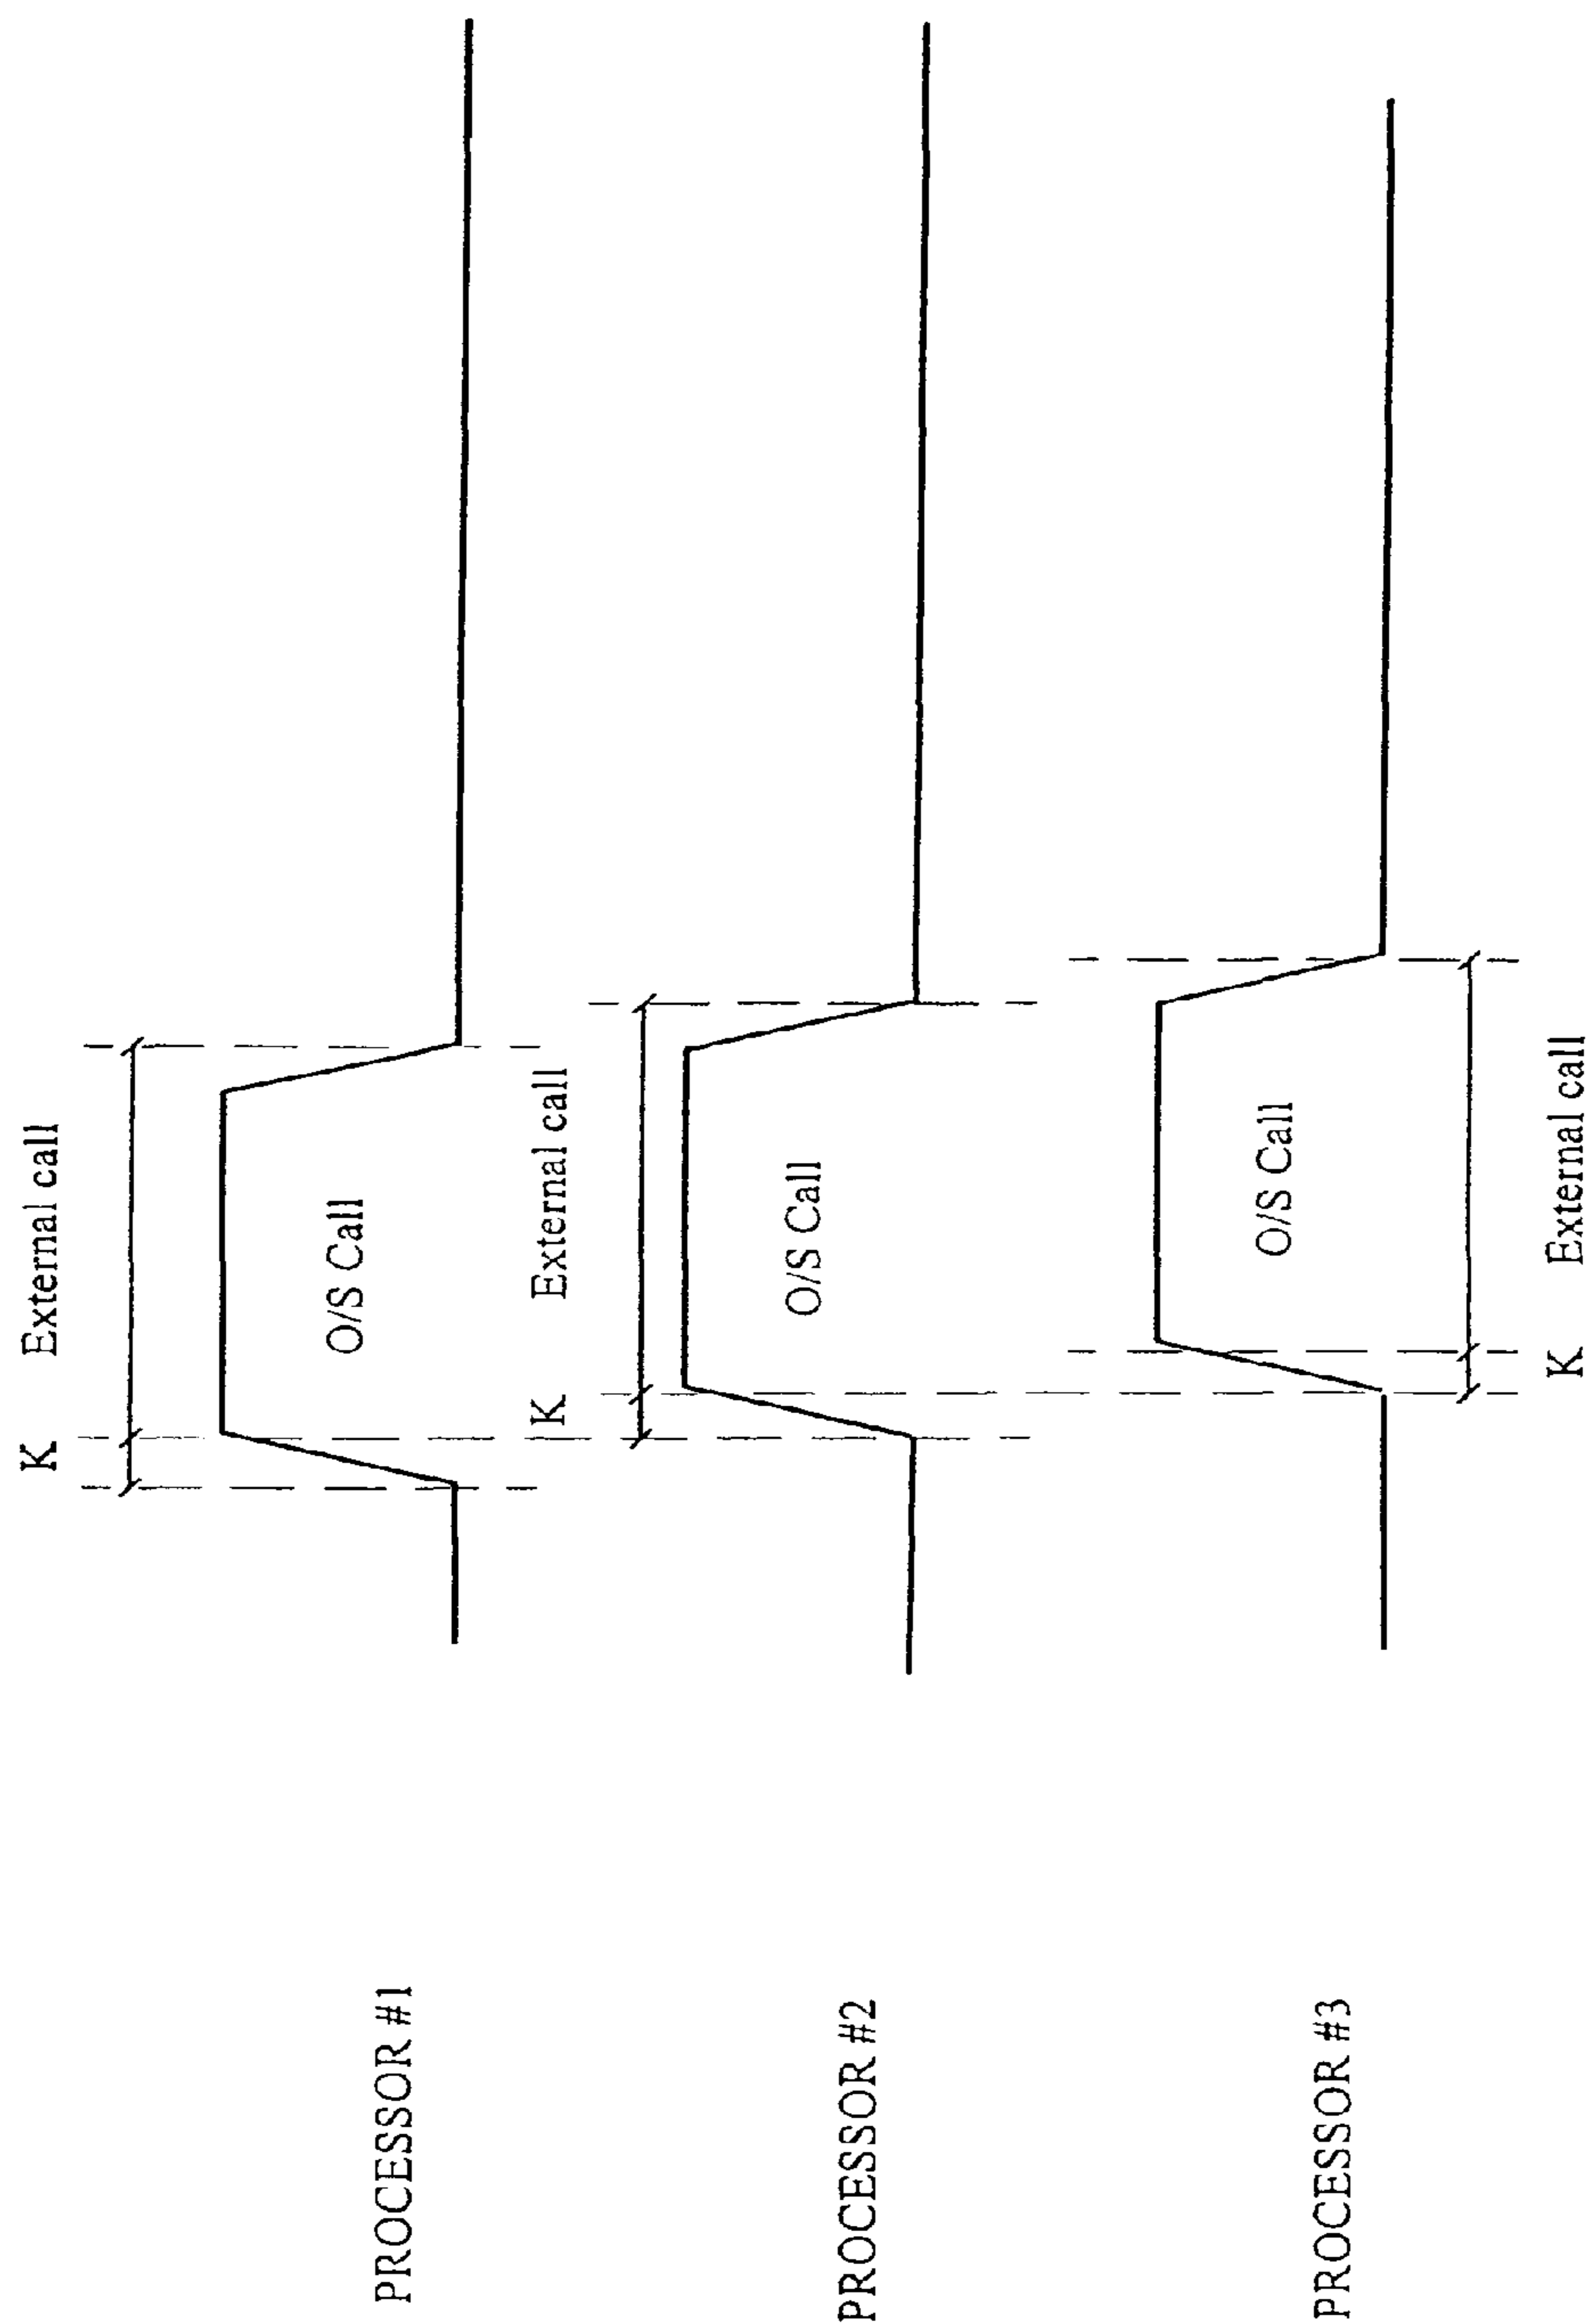 K External call
PROCESSOR #1
O/S Call
K External call
PROCESSOR #2
O/S Call
PROCESSOR #3
O/S Call
K External call